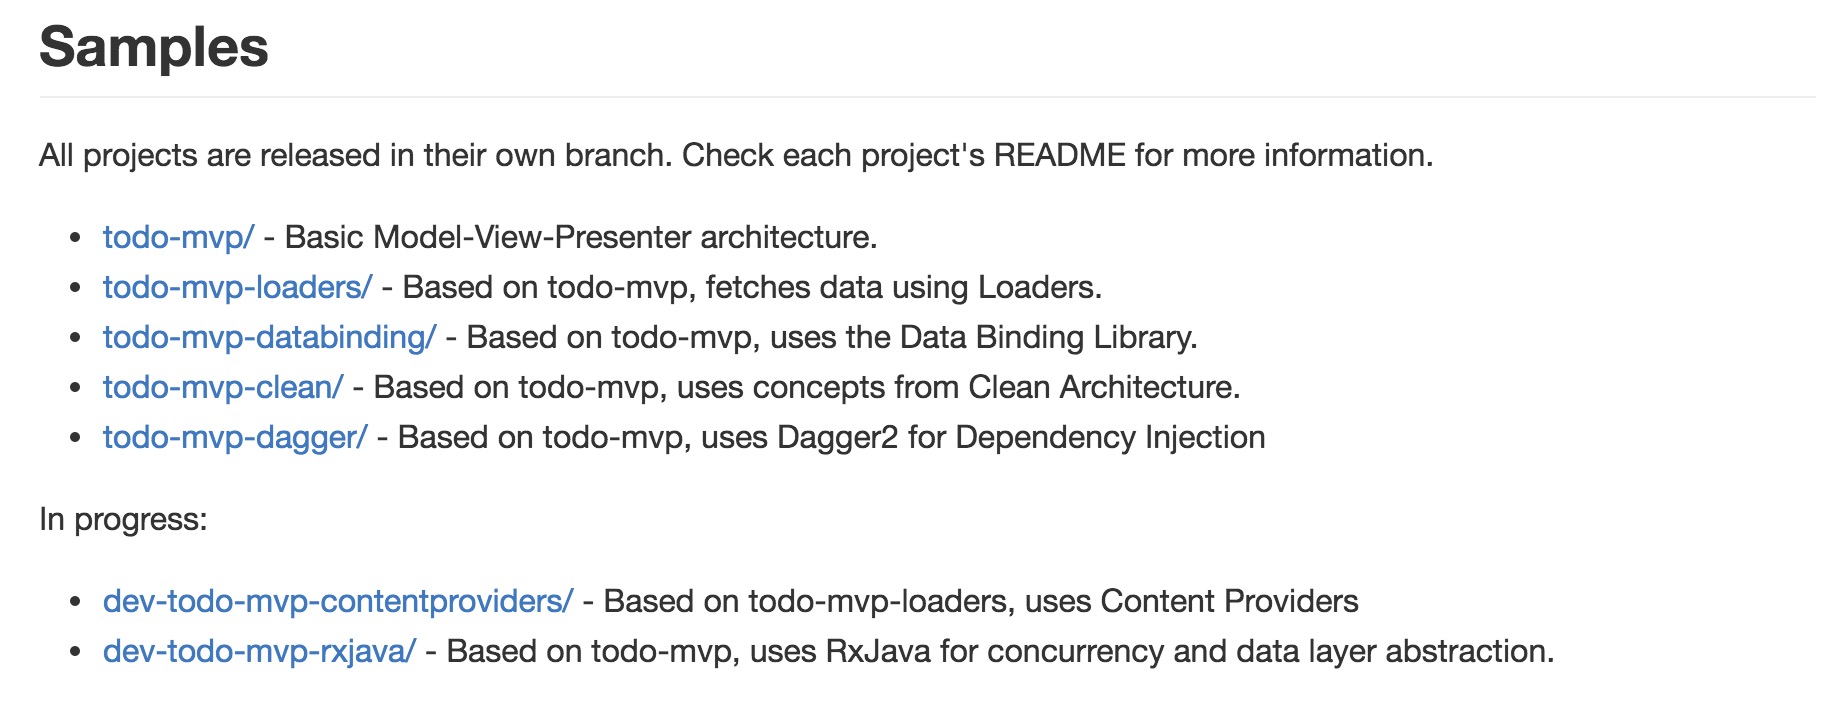 Samples
All projects are released in their own branch. Check each project's README for more information.
• todo-mvp/ - Basic Model-View-Presenter architecture.
• todo-mvp-loaders/ - Based on todo-mvp, fetches data using Loaders.
• todo-mvp-databinding/ - Based on todo-mvp, uses the Data Binding Library.
• todo-mvp-clean/ - Based on todo-mvp, uses concepts from Clean Architecture.
• todo-mvp-dagger/ - Based on todo-mvp, uses Dagger2 for Dependency Injection
In progress:
• dev-todo-mvp-contentproviders/ - Based on todo-mvp-loaders, uses Content Providers
• dev-todo-mvp-rxjava/ - Based on todo-mvp, uses RxJava for concurrency and data layer abstraction.